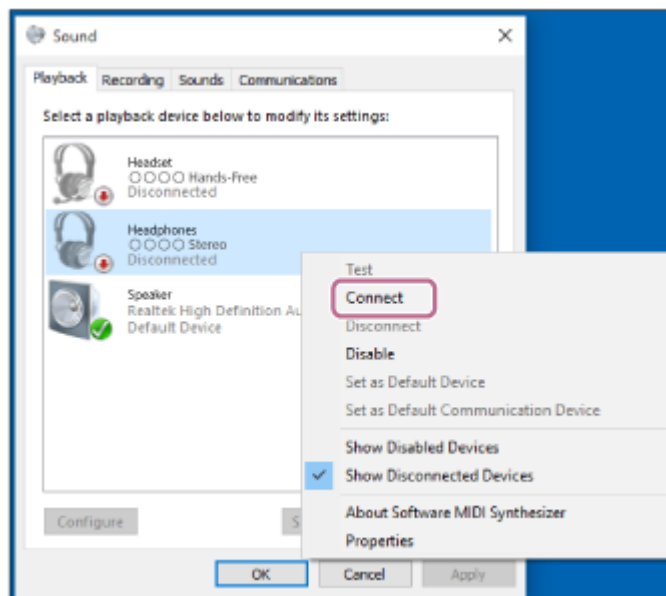 Sound
Playback Recording Sounds Communications
Select a playback device below to modify its settings:
Headset
○○○○ Hands-Free
Disconnected
Headphones
○○○○ Stereo
Disconnected
Speaker
Realtek High Definition Au
Default Device
Test
Connect
Disconnect
Disable
Set as Default Device
Set as Default Communication Device
Show Disabled Devices
Show Disconnected Devices
About Software MIDI Synthesizer
Properties
Configure
S
OK Cancel Apply